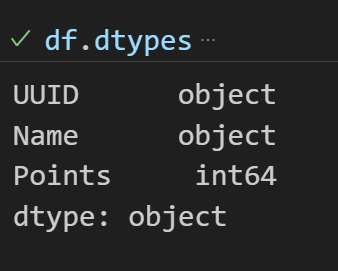 df.dtypes ...
UUID object
Name object
Points int64
dtype: object